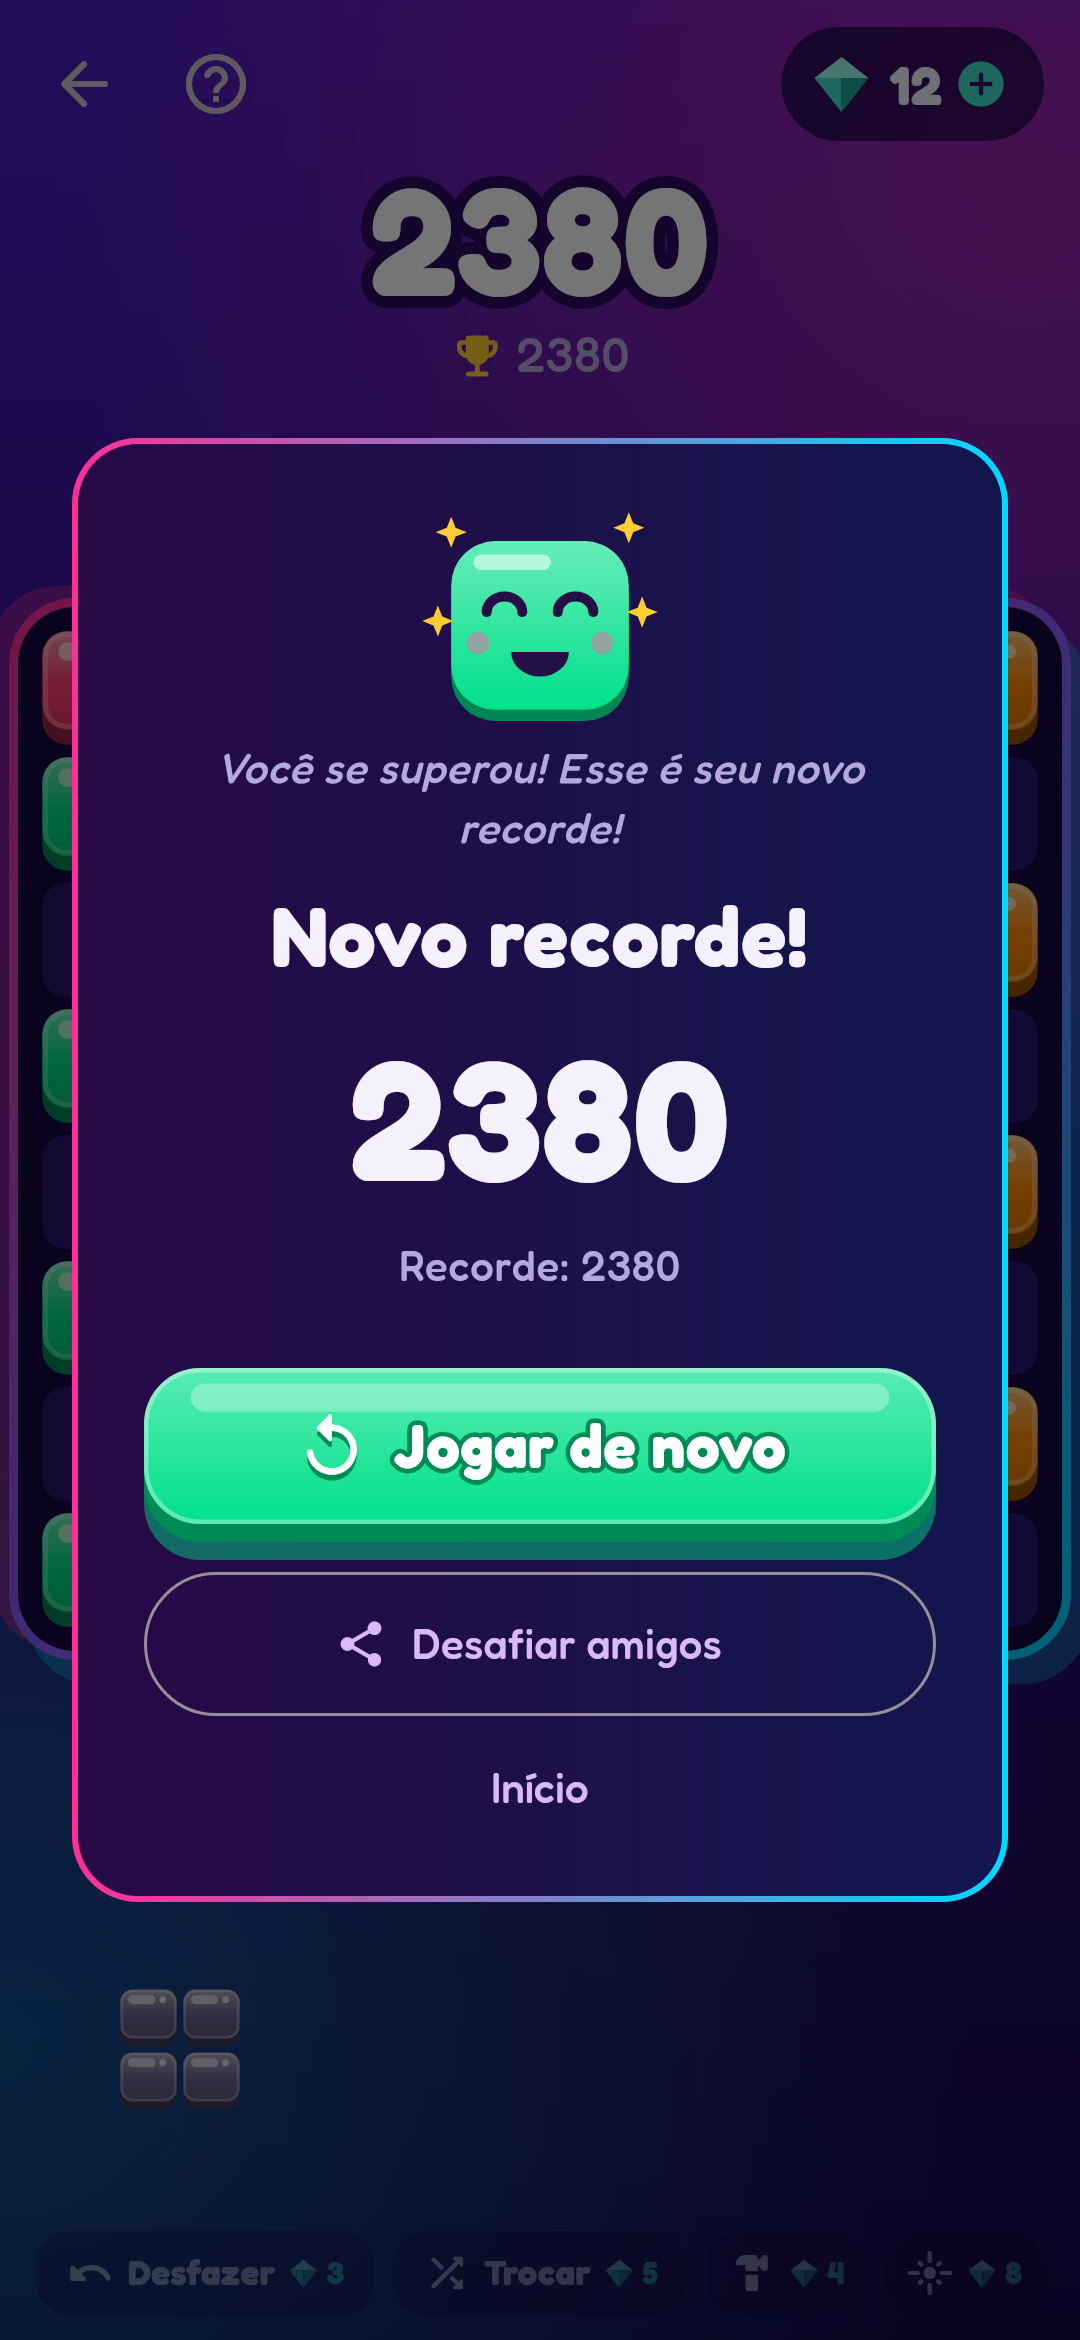 12
2380
2380
Você se superou! Esse é seu novo
recorde!
Novo recorde!
2380
Recorde: 2380
Jogar de novo
Desafiar amigos
Início
Desfazer 3
Trocar 5
4
8